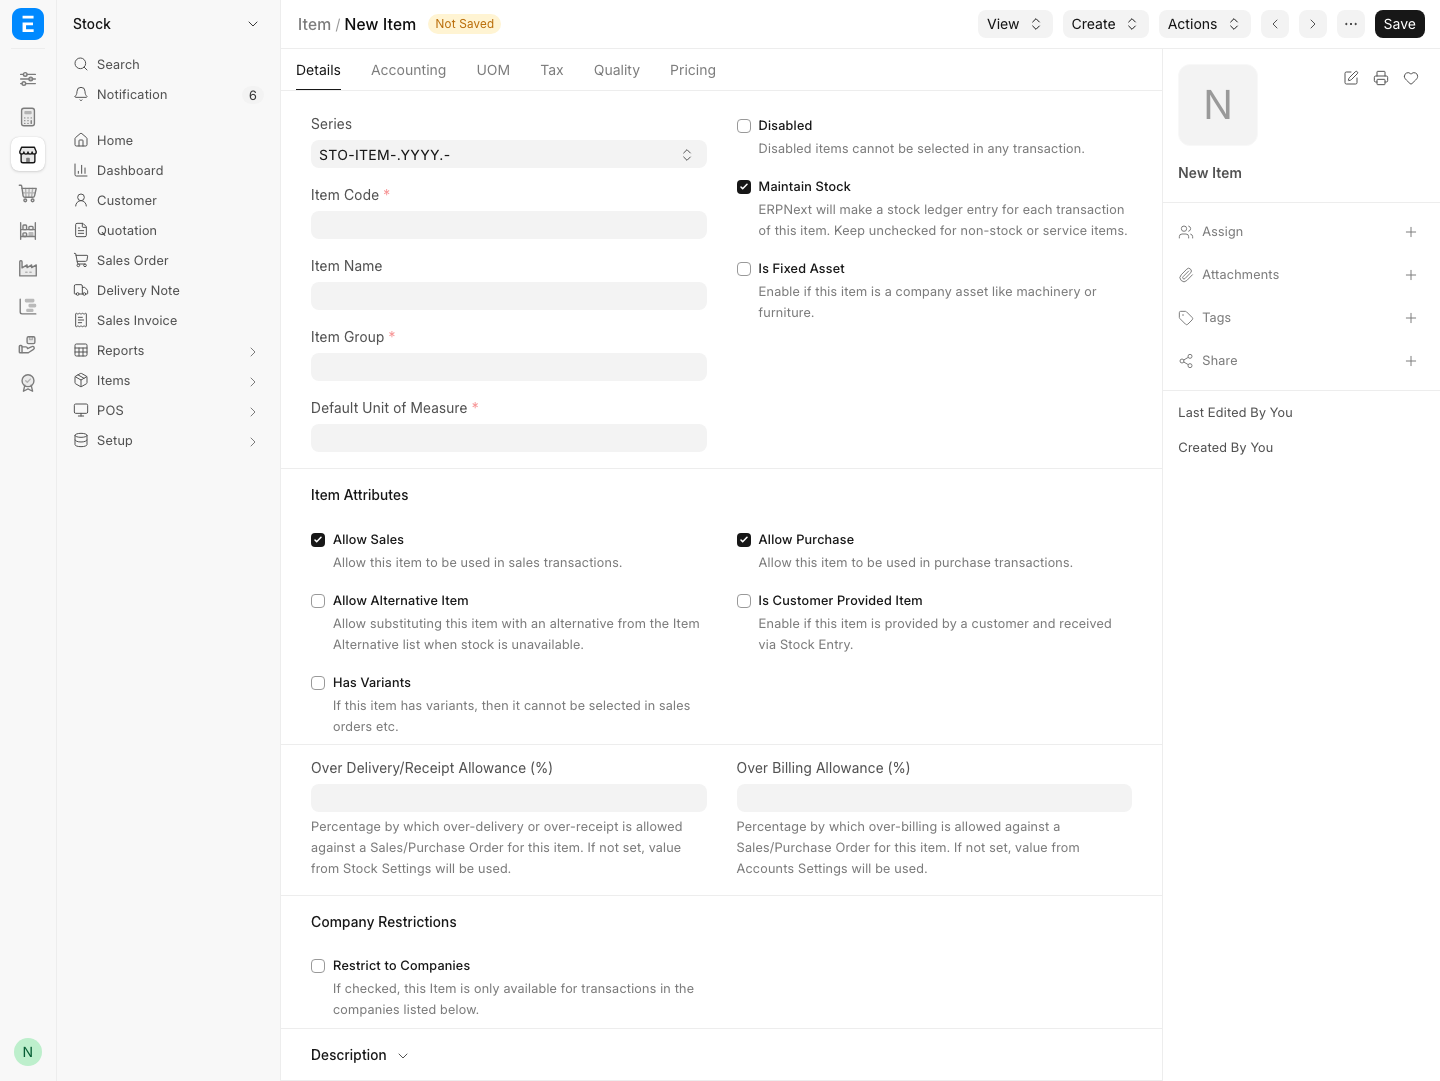 Stock
Search
Notification 6
Home
Dashboard
Customer
Quotation
Sales Order
Delivery Note
Sales Invoice
Reports
Items
POS
Setup
N
Item / New Item Not Saved
View Create Actions ... Save
Details Accounting UOM Tax Quality Pricing
Series
STO-ITEM-.YYYY.-
Item Code *
Item Name
Item Group *
Default Unit of Measure *
Disabled
Disabled items cannot be selected in any transaction.
Maintain Stock
ERPNext will make a stock ledger entry for each transaction
of this item. Keep unchecked for non-stock or service items.
Is Fixed Asset
Enable if this item is a company asset like machinery or
furniture.
Item Attributes
Allow Sales
Allow this item to be used in sales transactions.
Allow Alternative Item
Allow substituting this item with an alternative from the Item
Alternative list when stock is unavailable.
Has Variants
If this item has variants, then it cannot be selected in sales
orders etc.
Allow Purchase
Allow this item to be used in purchase transactions.
Is Customer Provided Item
Enable if this item is provided by a customer and received
via Stock Entry.
Over Delivery/Receipt Allowance (%)
Percentage by which over-delivery or over-receipt is allowed
against a Sales/Purchase Order for this item. If not set, value
from Stock Settings will be used.
Over Billing Allowance (%)
Percentage by which over-billing is allowed against a
Sales/Purchase Order for this item. If not set, value from
Accounts Settings will be used.
Company Restrictions
Restrict to Companies
If checked, this Item is only available for transactions in the
companies listed below.
Description
N
New Item
Assign
Attachments
Tags
Share
Last Edited By You
Created By You